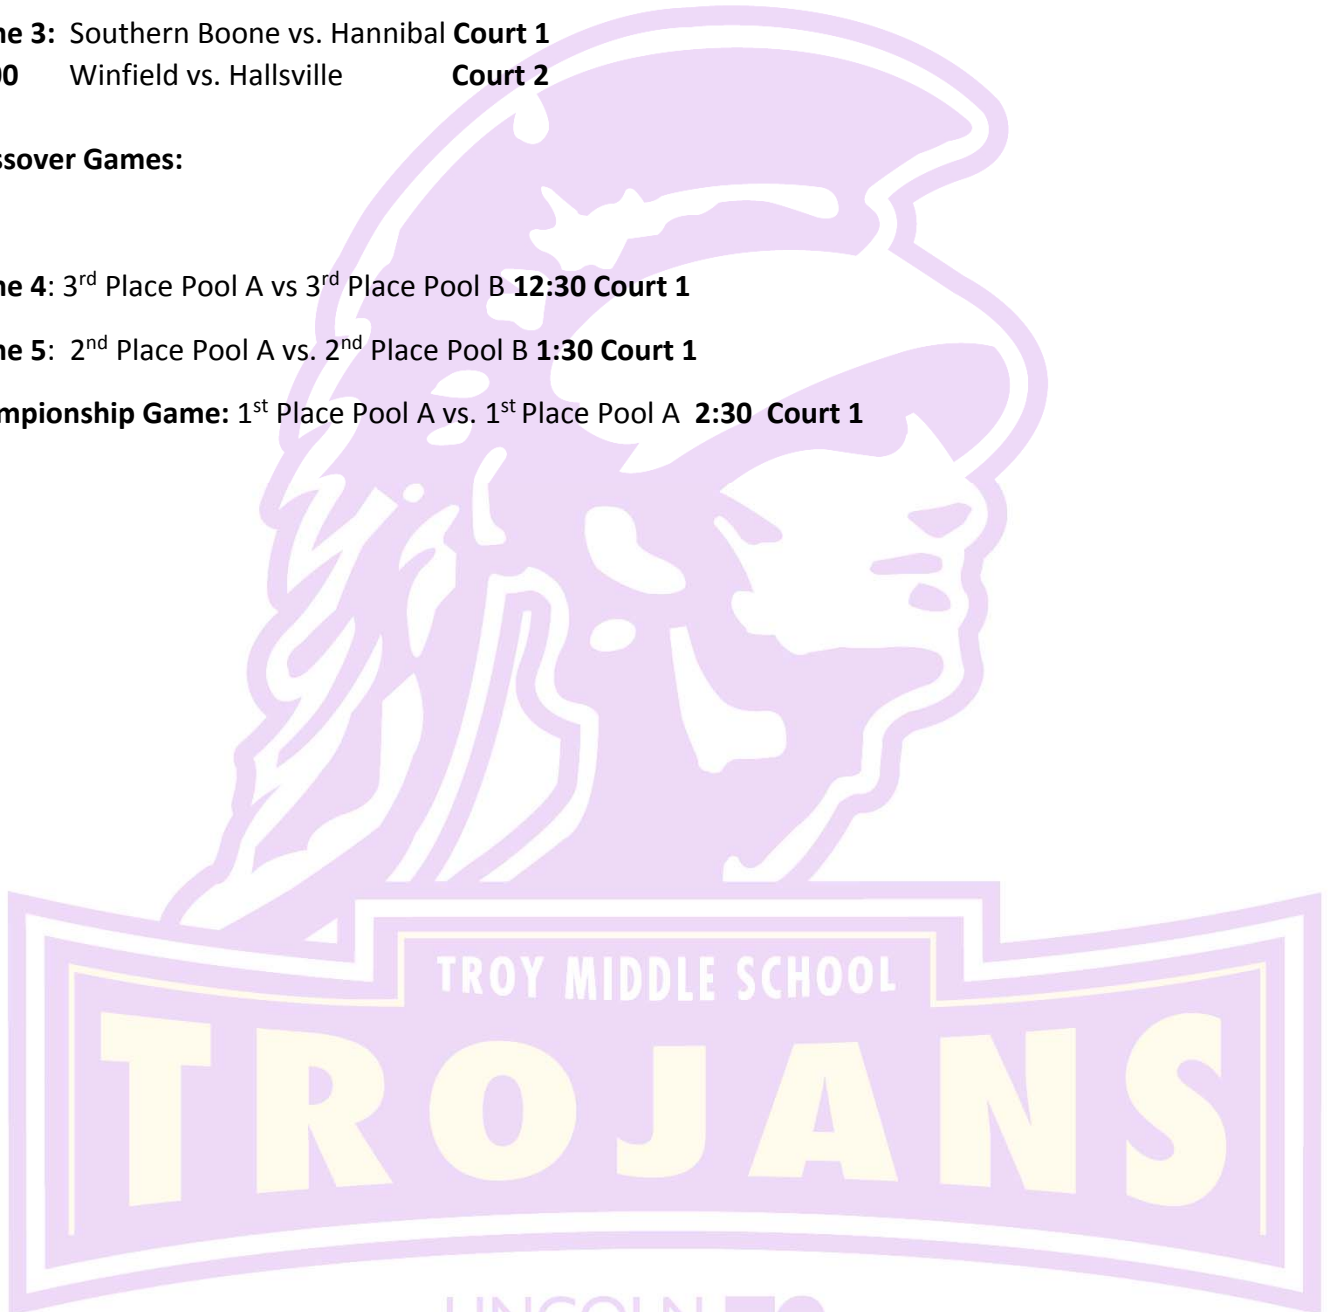 ne 3: Southern Boone vs. Hannibal Court 1
00 Winfield vs. Hallsville Court 2
ssover Games:
ne 4: 3rd Place Pool A vs 3rd Place Pool B 12:30 Court 1
ne 5: 2nd Place Pool A vs. 2nd Place Pool B 1:30 Court 1
mpionship Game: 1st Place Pool A vs. 1st Place Pool A 2:30 Court 1
TROY MIDDLE SCHOOL
TROJANS
LINCOLN